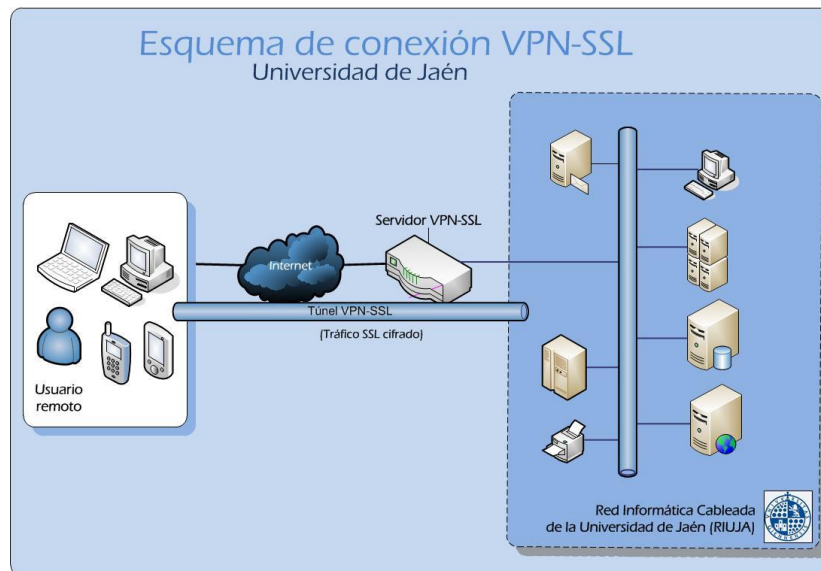 Esquema de conexión VPN-SSL
Universidad de Jaén
Servidor VPN-SSL
Internet
Túnel VPN-SSL
(Tráfico SSL cifrado)
Usuario
remoto
Red Informática Cableada
de la Universidad de Jaén (RIUJA)